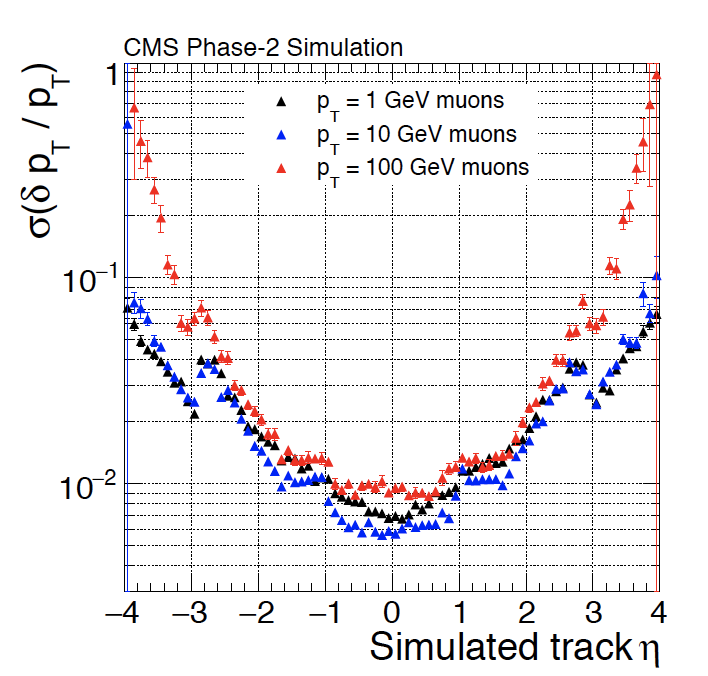 CMS Phase-2 Simulation
σ(δ p_T / p_T)
1
10⁻¹
10⁻²
p_T = 1 GeV muons
p_T = 10 GeV muons
p_T = 100 GeV muons
−4 −3 −2 −1 0 1 2 3 4
Simulated track η